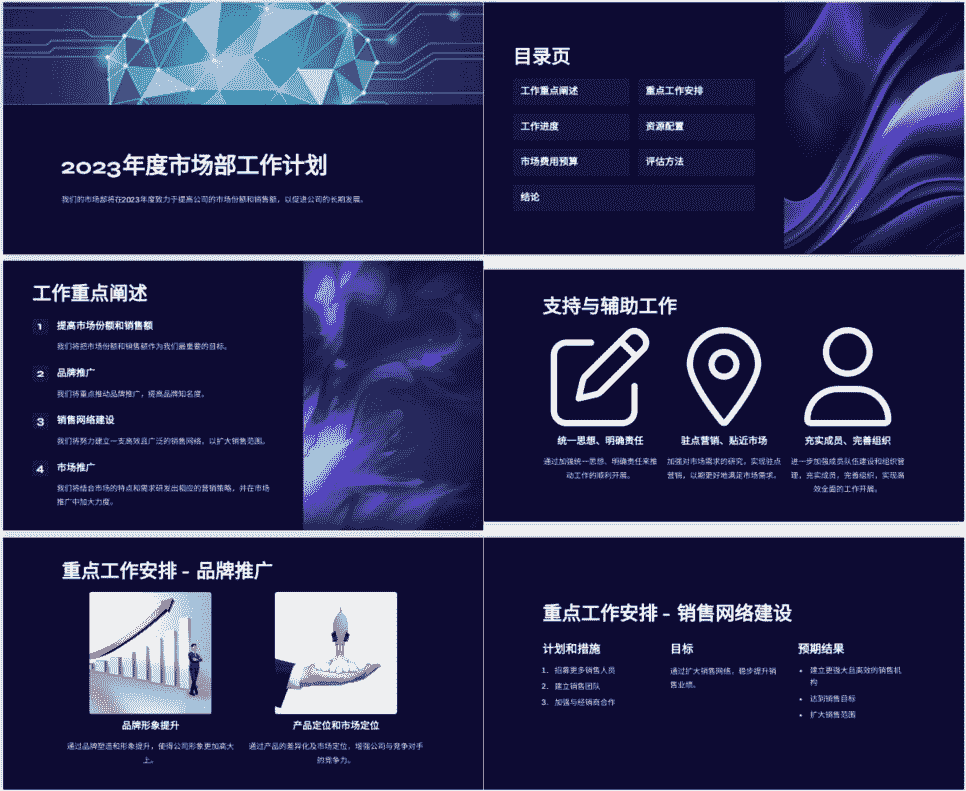 2023年度市场部工作计划
我们的市场部将在2023年度致力于提高公司的市场份额和销售额，以促进公司的长期发展。
目录页
工作重点阐述
重点工作安排
工作进度
资源配置
市场费用预算
评估方法
结论
工作重点阐述
1 提高市场份额和销售额
我们将把市场份额和销售额作为我们最重要的目标。
2 品牌推广
我们将重点推动品牌推广，提高品牌知名度。
3 销售网络建设
我们将努力建立一支高效且广泛的销售网络，以扩大销售范围。
4 市场推广
我们将结合市场的特点和需求研发出相应的营销策略，并在市场
推广中加大力度。
支持与辅助工作
统一思想、明确责任
通过加强统一思想、明确责任来推
动工作的顺利开展。
驻点营销、贴近市场
加强对市场需求的研究，实现驻点
营销，以期更好地满足市场需求。
充实成员、完善组织
进一步加强成员队伍建设和组织管
理，充实成员，完善组织，实现高
效全面的工作开展。
重点工作安排 - 品牌推广
品牌形象提升
通过品牌塑造和形象提升，使得公司形象更加高大
上。
产品定位和市场定位
通过产品的差异化及市场定位，增强公司与竞争对手
的竞争力。
重点工作安排 - 销售网络建设
计划和措施
1. 招募更多销售人员
2. 建立销售团队
3. 加强与经销商合作
目标
通过扩大销售网络，稳步提升销
售业绩。
预期结果
• 建立更强大且高效的销售机
构
• 达到销售目标
• 扩大销售范围